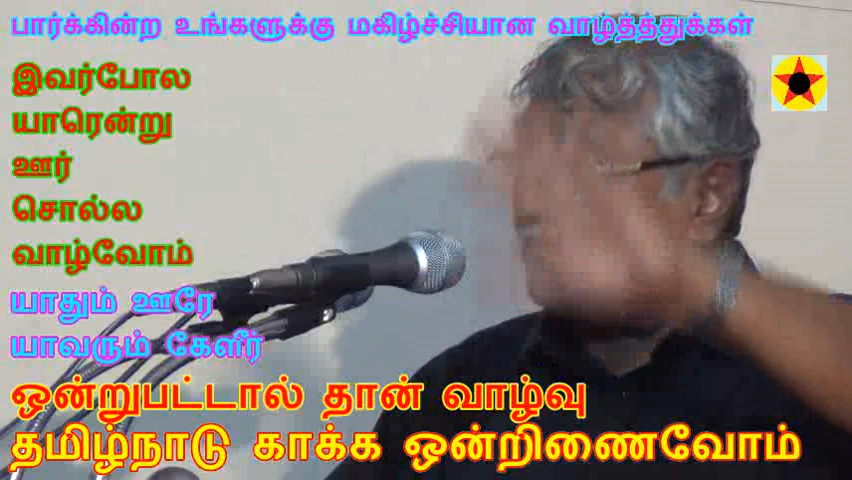 பார்க்கின்ற உங்களுக்கு மகிழ்ச்சியான வாழ்த்த்துக்கள்
இவர்போல
யாரென்று
ஊர்
சொல்ல
வாழ்வோம்
யாதும் ஊரே
யாவரும் கேளீர்
ஒன்றுபட்டால் தான் வாழ்வு
தமிழ்நாடு காக்க ஒன்றிணைவோம்